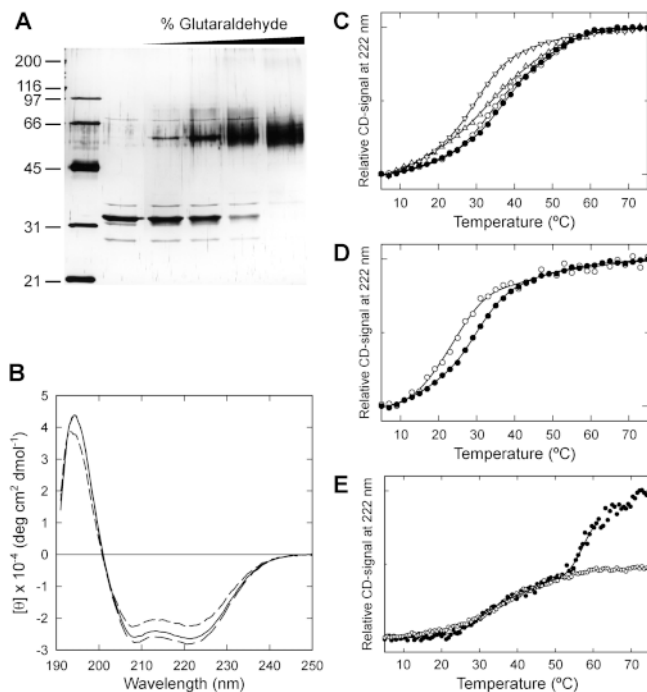 A
% Glutaraldehyde
200
116
97
66
45
31
21
B
5
4
3
2
1
0
-1
-2
-3
[θ] x 10-4 (deg cm2 dmol-1)
190 200 210 220 230 240 250
Wavelength (nm)
C
Relative CD-signal at 222 nm
10 20 30 40 50 60 70
Temperature (ºC)
D
Relative CD-signal at 222 nm
10 20 30 40 50 60 70
Temperature (ºC)
E
Relative CD-signal at 222 nm
10 20 30 40 50 60 70
Temperature (ºC)